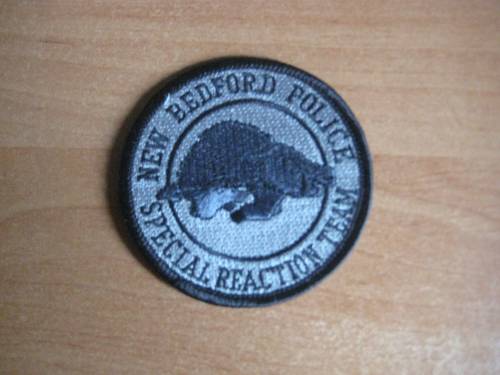 NEW BEDFORD POLICE
SPECIAL REACTION TEAM